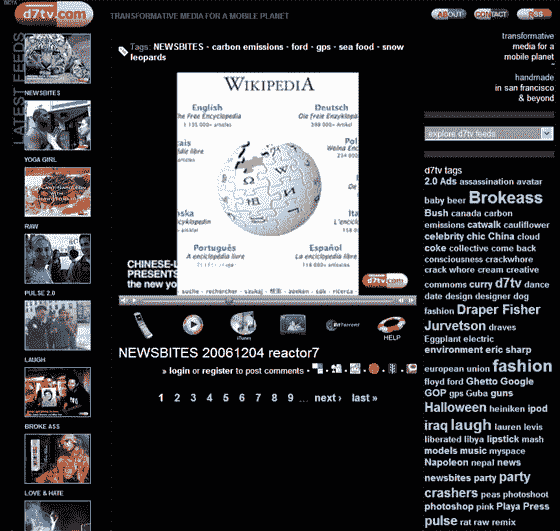 BETA
d7tv.com
TRANSFORMATIVE MEDIA FOR A MOBILE PLANET
ABOUT
CONTACT
RSS
LATEST FEEDS
NEWSBITES
YOGA GIRL
RAW
PULSE 2.0
LAUGH
BROKE ASS
LOVE & HATE
Tags: NEWSBITES · carbon emissions · ford · gps · sea food · snow
leopards
WIKIPEDIA
English
The Free Encyclopedia
Deutsch
Die freie Enzyklopädie
Português
A enciclopédia livre
Español
La enciclopedia libre
CHINESE-L
PRESENTS
the new yo
d7tv.com
iTunes
BitTorrent
HELP
NEWSBITES 20061204 reactor7
» login or register to post comments
1 2 3 4 5 6 7 8 9 ... next › last »
transformative
media for a
mobile planet
~
handmade
in san francisco
& beyond
explore d7tv feeds
d7tv tags
2.0 Ads assassination avatar
baby beer Brokeass
Bush canada carbon
emissions catwalk cauliflower
celebrity chic China cloud
coke collective come back
consciousness crackwhore
crack whore cream creative
commons curry d7tv dance
date design designer dog
fashion Draper Fisher
Jurvetson draves
Eggplant electric
environment eric sharp
european union fashion
floyd ford Ghetto Google
GOP gps Guba guns
Halloween heiniken ipod
iraq laugh lauren levis
liberated libya lipstick mash
models music myspace
Napoleon nepal news
newsbites party party
crashers peas photoshoot
photoshop pink Playa Press
pulse rat raw remix